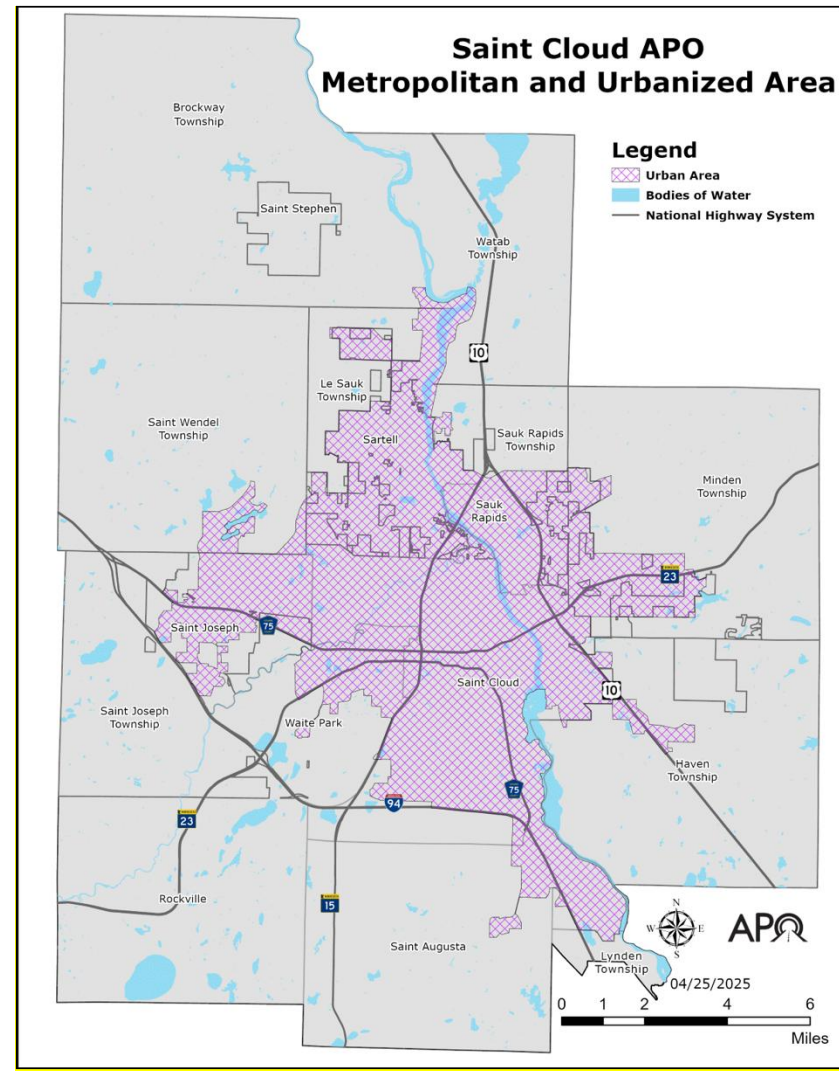 Saint Cloud APO
Metropolitan and Urbanized Area
Legend
Urban Area
Bodies of Water
National Highway System
Brockway
Township
Saint Stephen
Watab
Township
10
Le Sauk
Township
Saint Wendel
Township
Sartell
Sauk Rapids
Township
Minden
Township
Sauk
Rapids
23
Saint Joseph
75
Saint Cloud
10
Saint Joseph
Township
Waite Park
Haven
Township
75
94
23
15
Rockville
Saint Augusta
Lynden
Township
N
W E
S
APO
04/25/2025
0 1 2 4 6
Miles